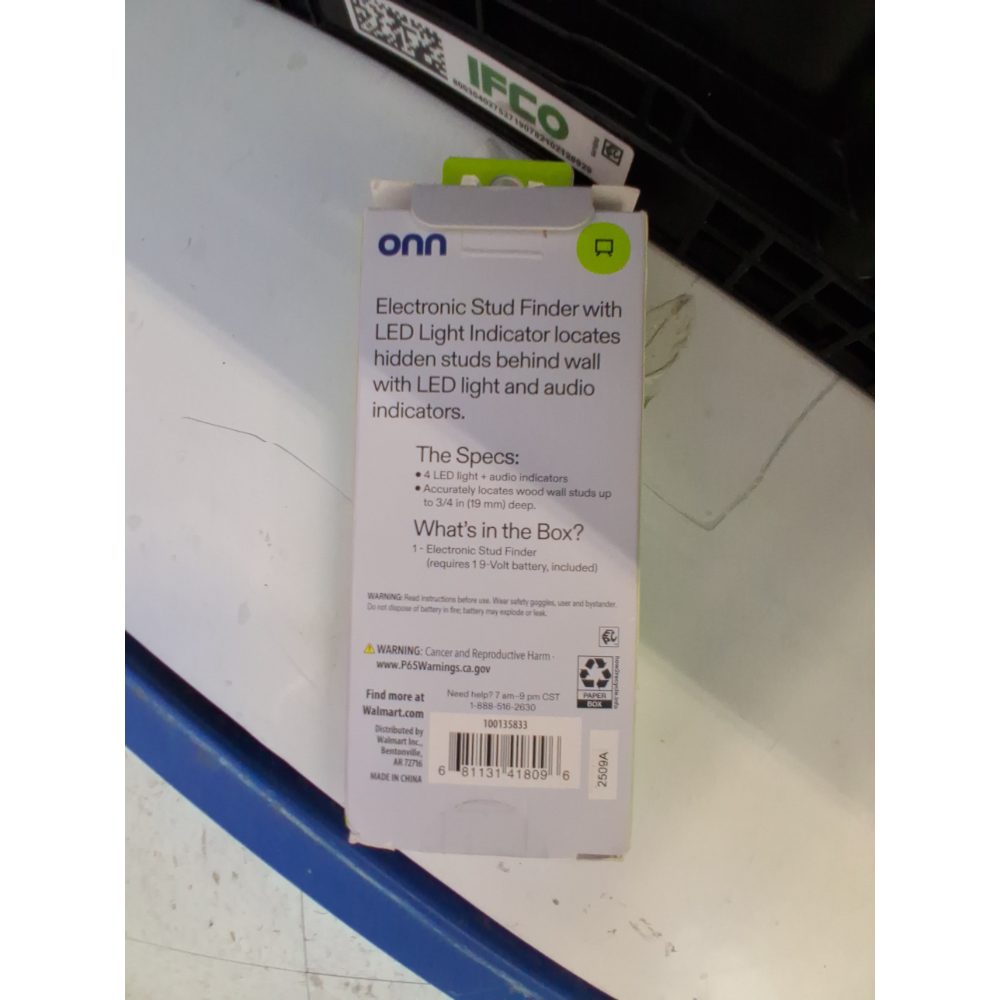 IFCO
onn
Electronic Stud Finder with
LED Light Indicator locates
hidden studs behind wall
with LED light and audio
indicators.
The Specs:
• 4 LED light + audio indicators
• Accurately locates wood wall studs up
to 3/4 in (19 mm) deep.
What's in the Box?
1 - Electronic Stud Finder
(requires 1 9-Volt battery, included)
WARNING: Read instructions before use. Wear safety goggles, user and bystander.
Do not dispose of battery in fire; battery may explode or leak.
WARNING: Cancer and Reproductive Harm -
www.P65Warnings.ca.gov
how2recycle.info
PAPER
BOX
Find more at
Walmart.com
Need help? 7 am-9 pm CST
1-888-516-2630
Distributed by
Walmart Inc.,
Bentonville,
AR 72716
MADE IN CHINA
100135833
6 81131 41809 6
2509A